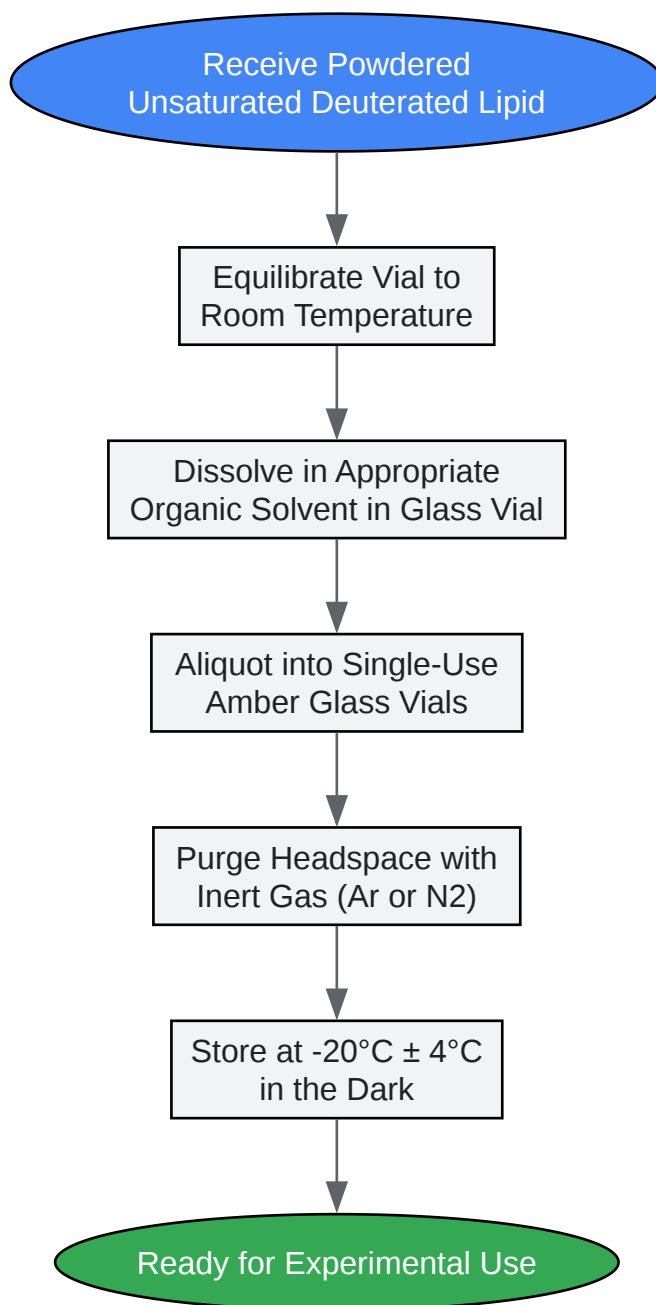 Receive Powdered
Unsaturated Deuterated Lipid
Equilibrate Vial to
Room Temperature
Dissolve in Appropriate
Organic Solvent in Glass Vial
Aliquot into Single-Use
Amber Glass Vials
Purge Headspace with
Inert Gas (Ar or N2)
Store at -20°C ± 4°C
in the Dark
Ready for Experimental Use